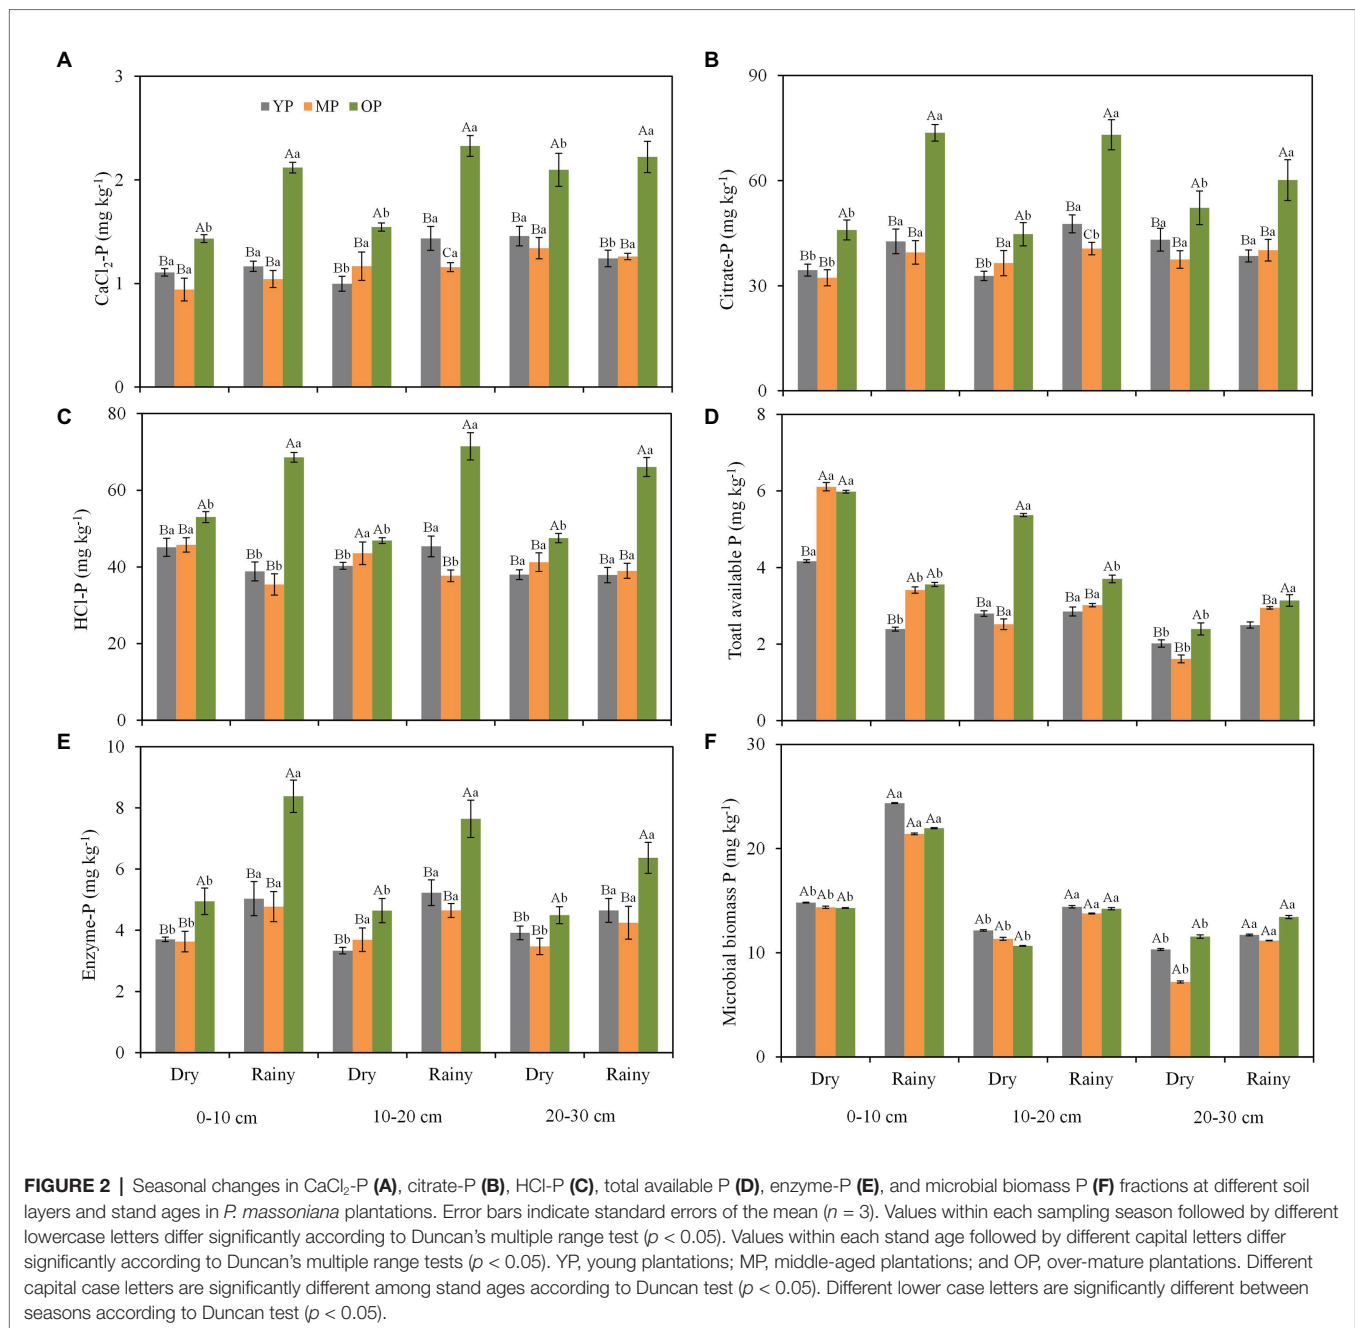 A
3
YP MP OP
2
1
0
CaCl₂-P (mg kg⁻¹)
Ba Ba Ab Ba Ba Aa Bb Ba Ab Ba Ca Aa Ba Ba Ab Bb Ba Aa
B
90
60
30
0
Citrate-P (mg kg⁻¹)
Bb Bb Ab Ba Ba Aa Bb Ba Ab Ba Cb Aa Ba Ba Ab Ba Ba Aa
C
80
60
40
20
0
HCl-P (mg kg⁻¹)
Ba Ba Ab Bb Bb Aa Bb Aa Ab Ba Bb Aa Ba Ba Ab Ba Ba Aa
D
8
6
4
2
0
Toatl available P (mg kg⁻¹)
Ba Aa Aa Bb Ab Ab Ba Ba Aa Ba Ba Ab Bb Bb Ab Ba Ba Aa
E
10
8
6
4
2
0
Enzyme-P (mg kg⁻¹)
Bb Bb Ab Ba Ba Aa Bb Ba Ab Ba Ba Aa Bb Ba Ab Ba Ba Aa
Dry Rainy Dry Rainy Dry Rainy
0-10 cm 10-20 cm 20-30 cm
F
30
20
10
0
Microbial biomass P (mg kg⁻¹)
Ab Ab Ab Aa Aa Aa Ab Ab Ab Aa Aa Aa Ab Ab Ab Aa Aa Aa
Dry Rainy Dry Rainy Dry Rainy
0-10 cm 10-20 cm 20-30 cm
FIGURE 2 | Seasonal changes in CaCl₂-P (A), citrate-P (B), HCl-P (C), total available P (D), enzyme-P (E), and microbial biomass P (F) fractions at different soil
layers and stand ages in P. massoniana plantations. Error bars indicate standard errors of the mean (n = 3). Values within each sampling season followed by different
lowercase letters differ significantly according to Duncan's multiple range test (p < 0.05). Values within each stand age followed by different capital letters differ
significantly according to Duncan's multiple range tests (p < 0.05). YP, young plantations; MP, middle-aged plantations; and OP, over-mature plantations. Different
capital case letters are significantly different among stand ages according to Duncan test (p < 0.05). Different lower case letters are significantly different between
seasons according to Duncan test (p < 0.05).